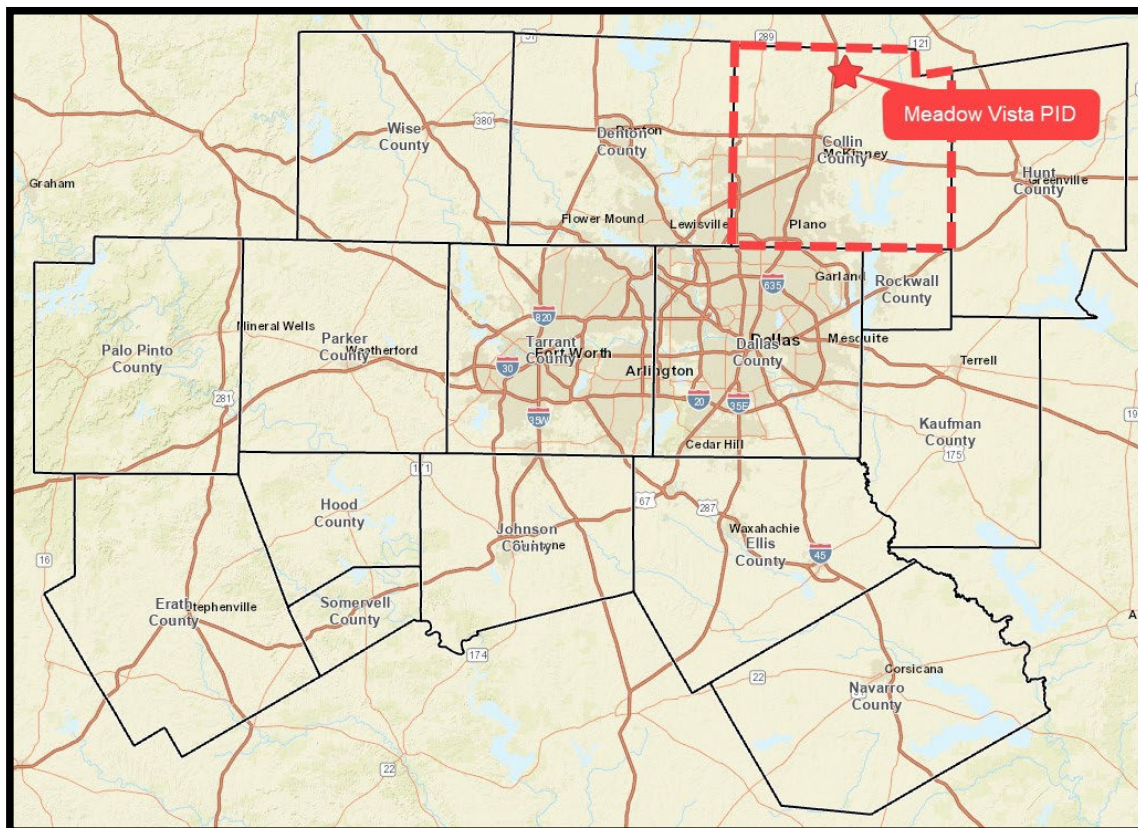 289
121
Meadow Vista PID
380
Wise
County
Denton
County
Collin
McKinney
County
Hunt
Greenville
County
Graham
Flower Mound
Lewisville
Plano
Garland
Rockwall
County
635
820
Mineral Wells
Palo Pinto
County
Parker
County
Weatherford
Tarrant
Fort Worth
County
30
Arlington
Dallas
Dallas
County
Mesquite
Terrell
281
20
35E
35W
Cedar Hill
Kaufman
County
175
19
171
67
287
Hood
County
Johnson
County
Waxahachie
Ellis
County
45
16
Erath
Stephenville
County
Somervell
County
A
174
22
Corsicana
Navarro
County
22